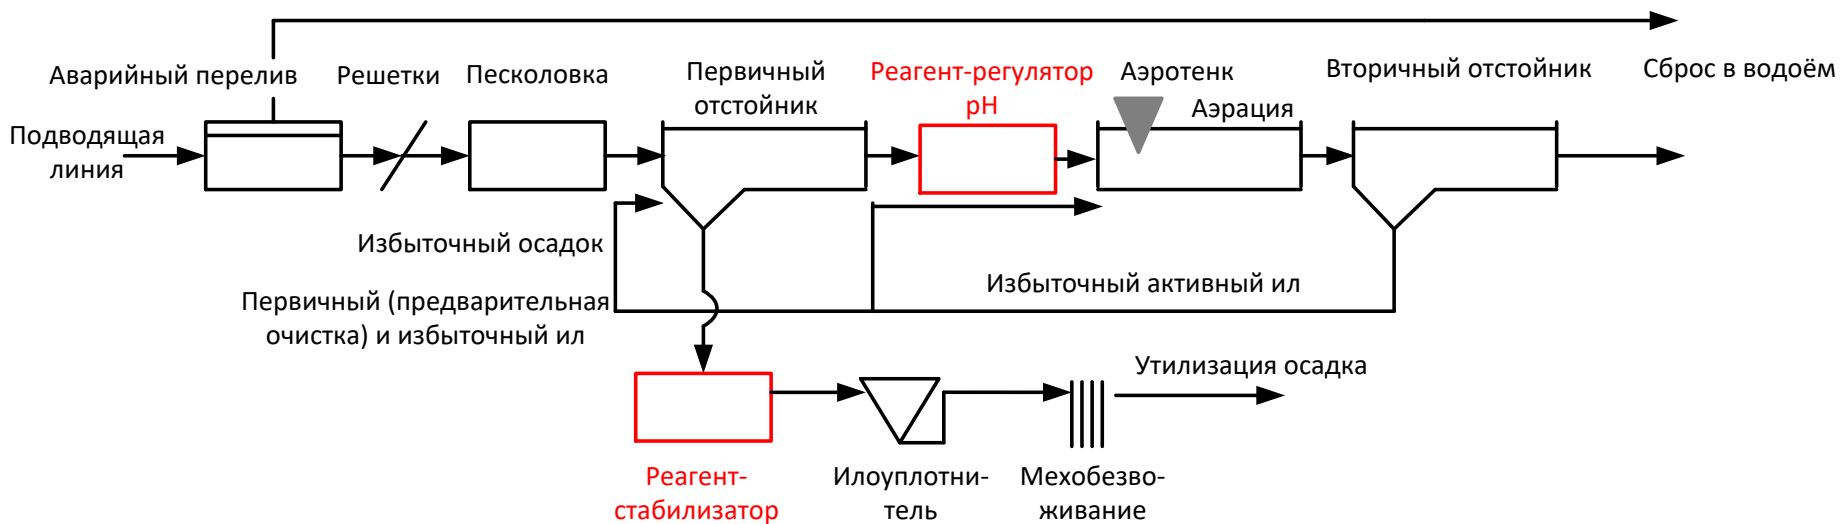 Аварийный перелив
Решетки
Песколовка
Первичный
отстойник
Реагент-регулятор
pH
Аэротенк
Аэрация
Вторичный отстойник
Сброс в водоём
Подводящая
линия
Избыточный осадок
Избыточный активный ил
Первичный (предварительная
очистка) и избыточный ил
Утилизация осадка
Реагент-
стабилизатор
Илоуплотни-
тель
Мехобезво-
живание